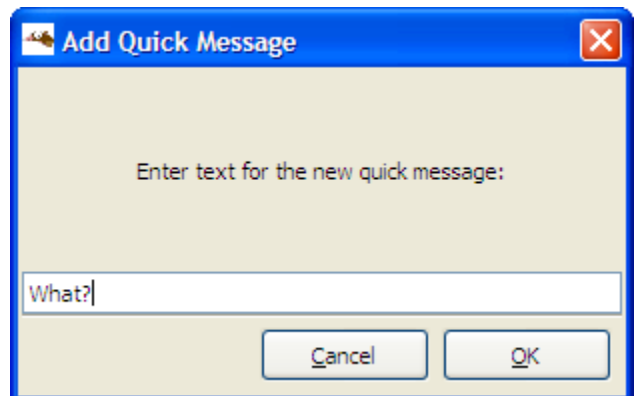 Add Quick Message
Enter text for the new quick message:
What?
Cancel
OK